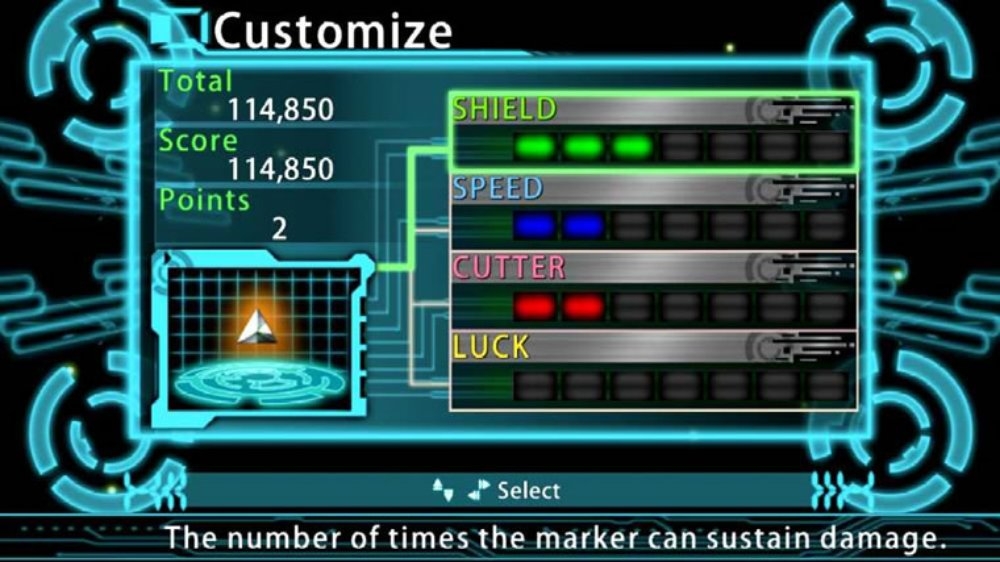 Customize
Total
114,850
Score
114,850
Points
2
SHIELD
SPEED
CUTTER
LUCK
Select
The number of times the marker can sustain damage.